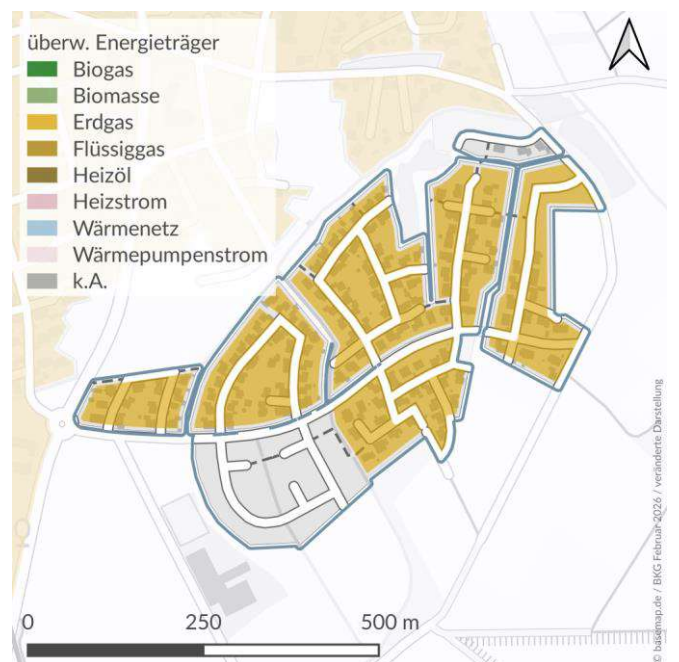 überw. Energieträger
Biogas
Biomasse
Erdgas
Flüssiggas
Heizöl
Heizstrom
Wärmenetz
Wärmepumpenstrom
k.A.
© basemap.de / BKG Februar 2026 / veränderte Darstellung
0 250 500 m